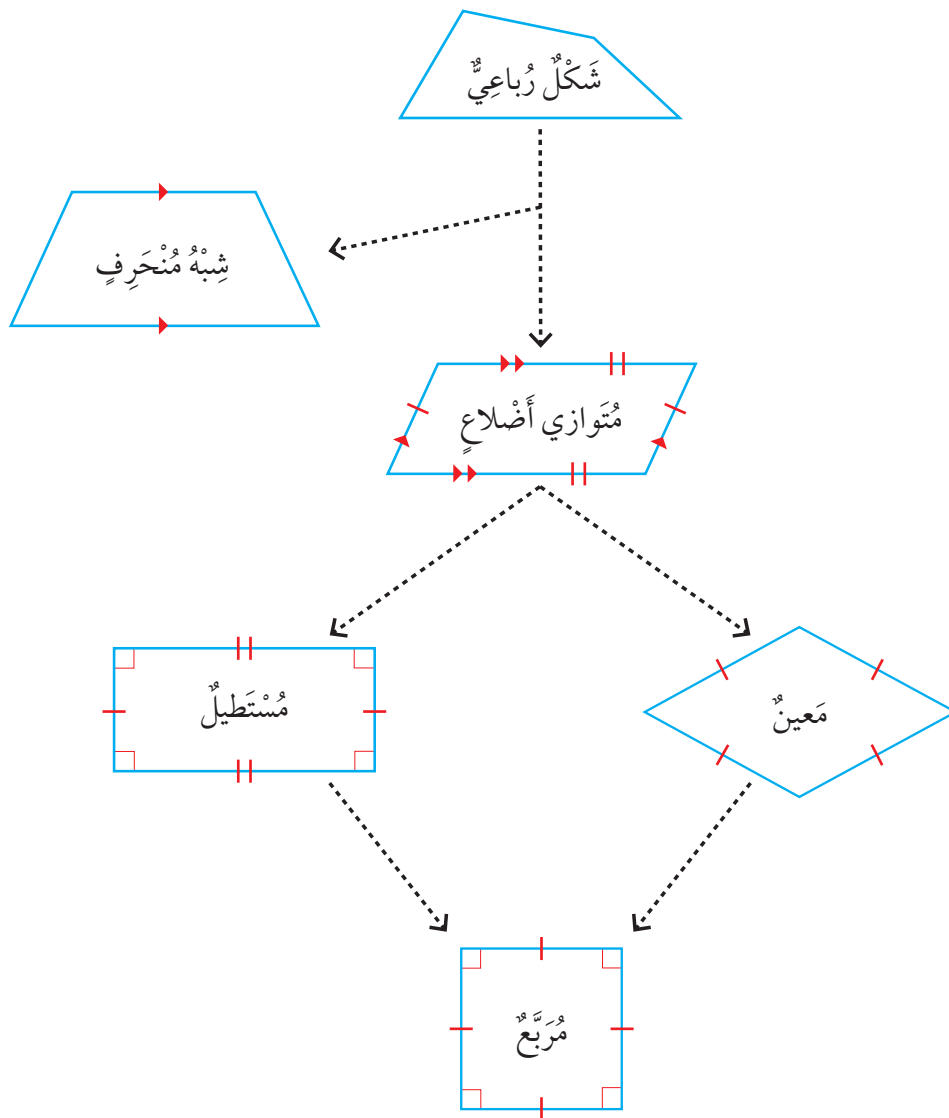 شَكْلٌ رُباعِيٌّ
شِبْهُ مُنْحَرِفٍ
مُتَوازي أَضْلاعٍ
مُسْتَطيلٌ
مَعينٌ
مُرَبَّعٌ